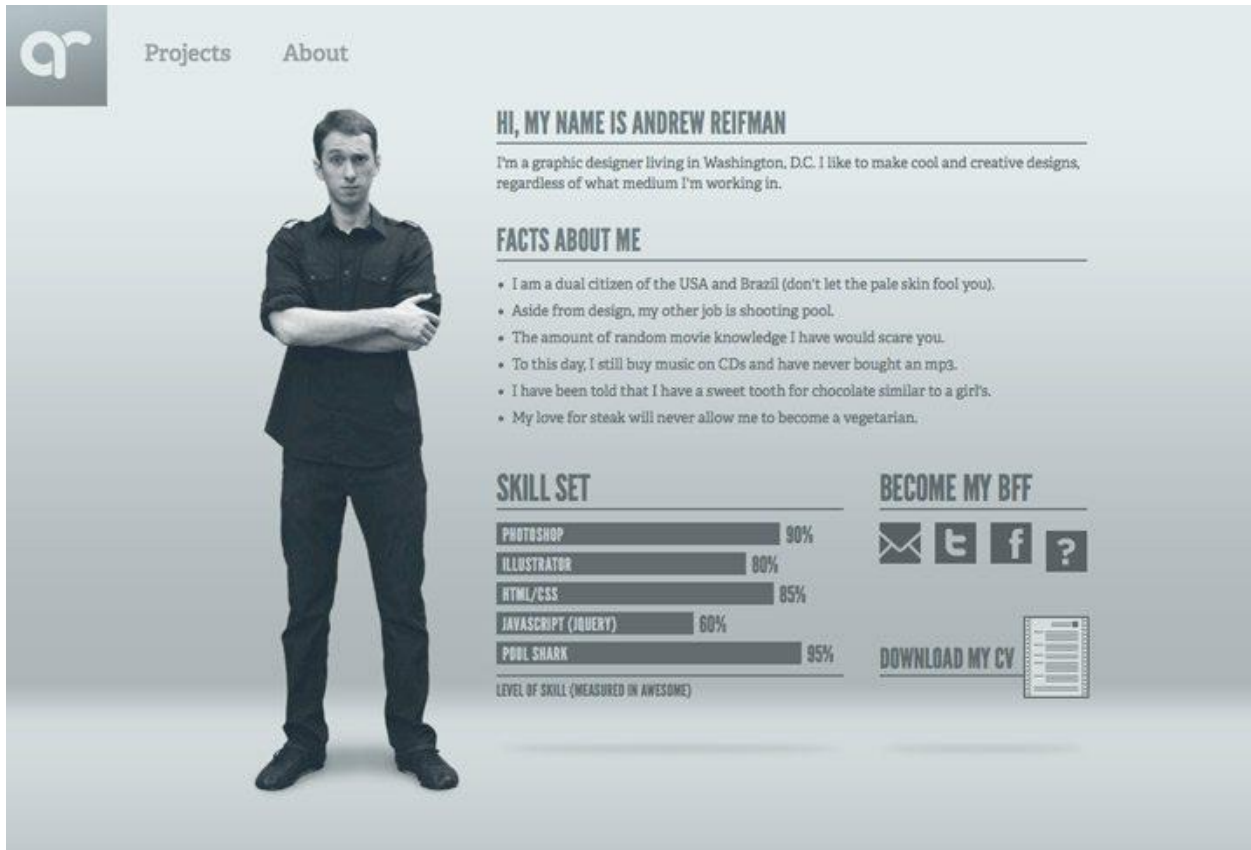 ar
Projects
About
HI, MY NAME IS ANDREW REIFMAN
I'm a graphic designer living in Washington, D.C. I like to make cool and creative designs,
regardless of what medium I'm working in.
FACTS ABOUT ME
• I am a dual citizen of the USA and Brazil (don't let the pale skin fool you).
• Aside from design, my other job is shooting pool.
• The amount of random movie knowledge I have would scare you.
• To this day, I still buy music on CDs and have never bought an mp3.
• I have been told that I have a sweet tooth for chocolate similar to a girl's.
• My love for steak will never allow me to become a vegetarian.
SKILL SET
PHOTOSHOP 90%
ILLUSTRATOR 80%
HTML/CSS 85%
JAVASCRIPT (JQUERY) 60%
POOL SHARK 95%
LEVEL OF SKILL (MEASURED IN AWESOME)
BECOME MY BFF
t f ?
DOWNLOAD MY CV